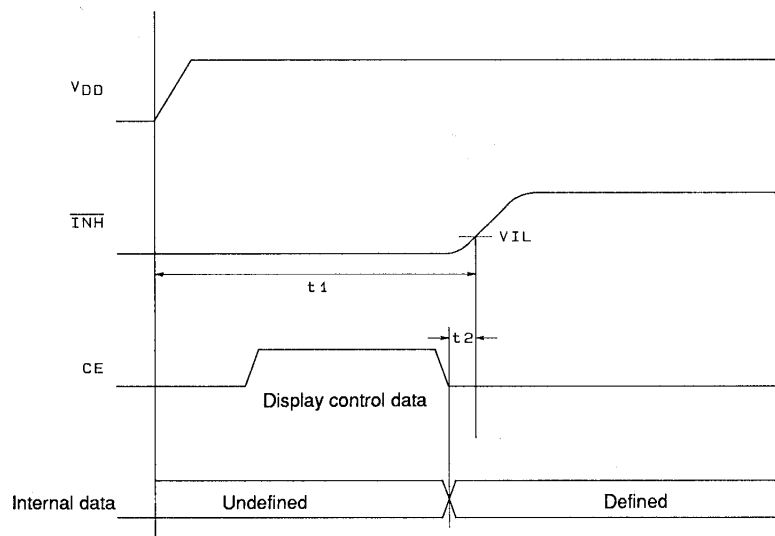 VDD
INH
VIL
t1
t2
CE
Display control data
Internal data
Undefined
Defined